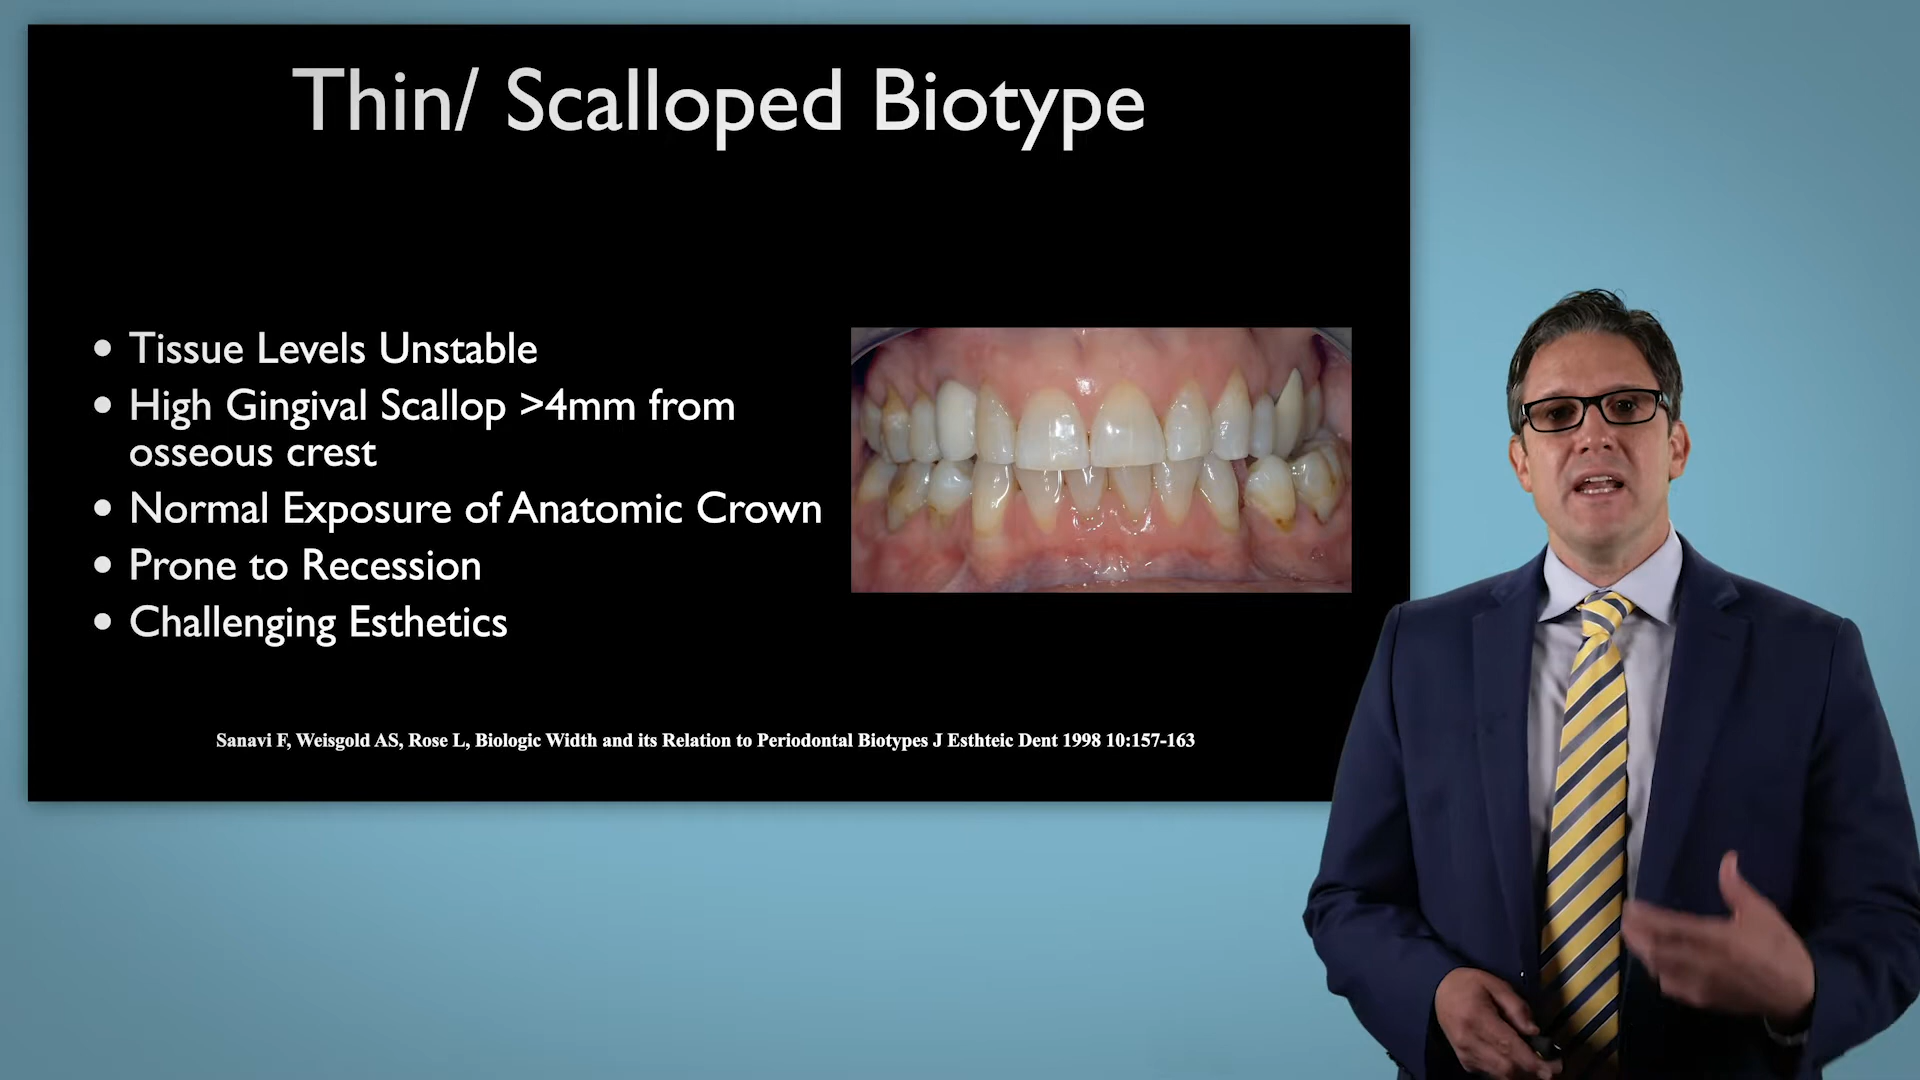 Thin/ Scalloped Biotype
• Tissue Levels Unstable
• High Gingival Scallop >4mm from
osseous crest
• Normal Exposure of Anatomic Crown
• Prone to Recession
• Challenging Esthetics
Sanavi F, Weisgold AS, Rose L, Biologic Width and its Relation to Periodontal Biotypes J Esthteic Dent 1998 10:157-163